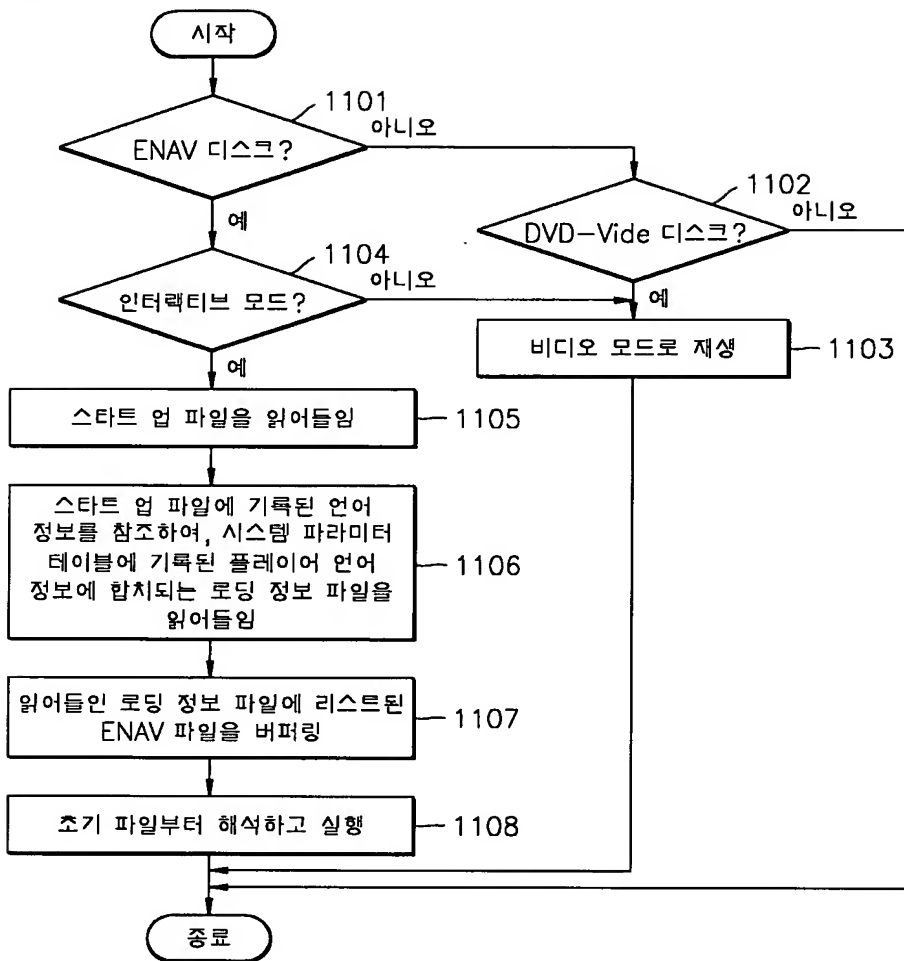 시작
1101
아니오
ENAV 디스크?
1102
아니오
예
DVD-Vide 디스크?
1104
아니오
인터랙티브 모드?
예
예
비디오 모드로 재생
1103
스타트 업 파일을 읽어들임
1105
스타트 업 파일에 기록된 언어
정보를 참조하여, 시스템 파라미터
테이블에 기록된 플레이어 언어
정보에 합치되는 로딩 정보 파일을
읽어들임
1106
읽어들인 로딩 정보 파일에 리스트된
ENAV 파일을 버퍼링
1107
초기 파일부터 해석하고 실행
1108
종료